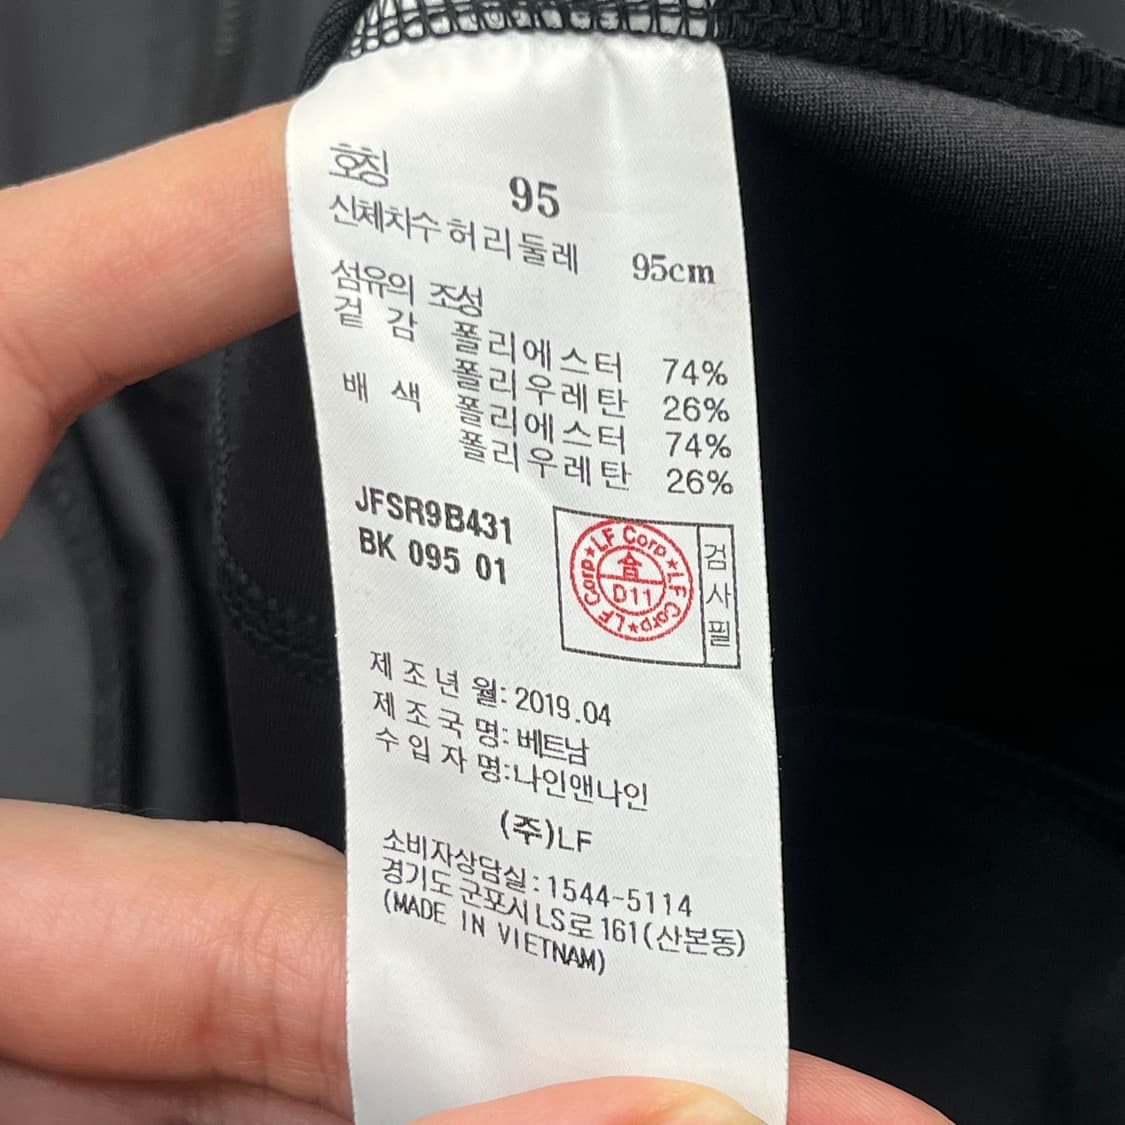 호칭 95
신체치수 허리둘레 95cm
섬유의 조성
겉감 폴리에스터 74%
폴리우레탄 26%
배색 폴리에스터 74%
폴리우레탄 26%
JFSR9B431
BK 095 01
LF Corp★LF Corp★LF Corp★
合
D11
검사필
제조년월: 2019.04
제조국명: 베트남
수입자명:나인앤나인
(주)LF
소비자상담실:1544-5114
경기도 군포시 LS로 161(산본동)
(MADE IN VIETNAM)